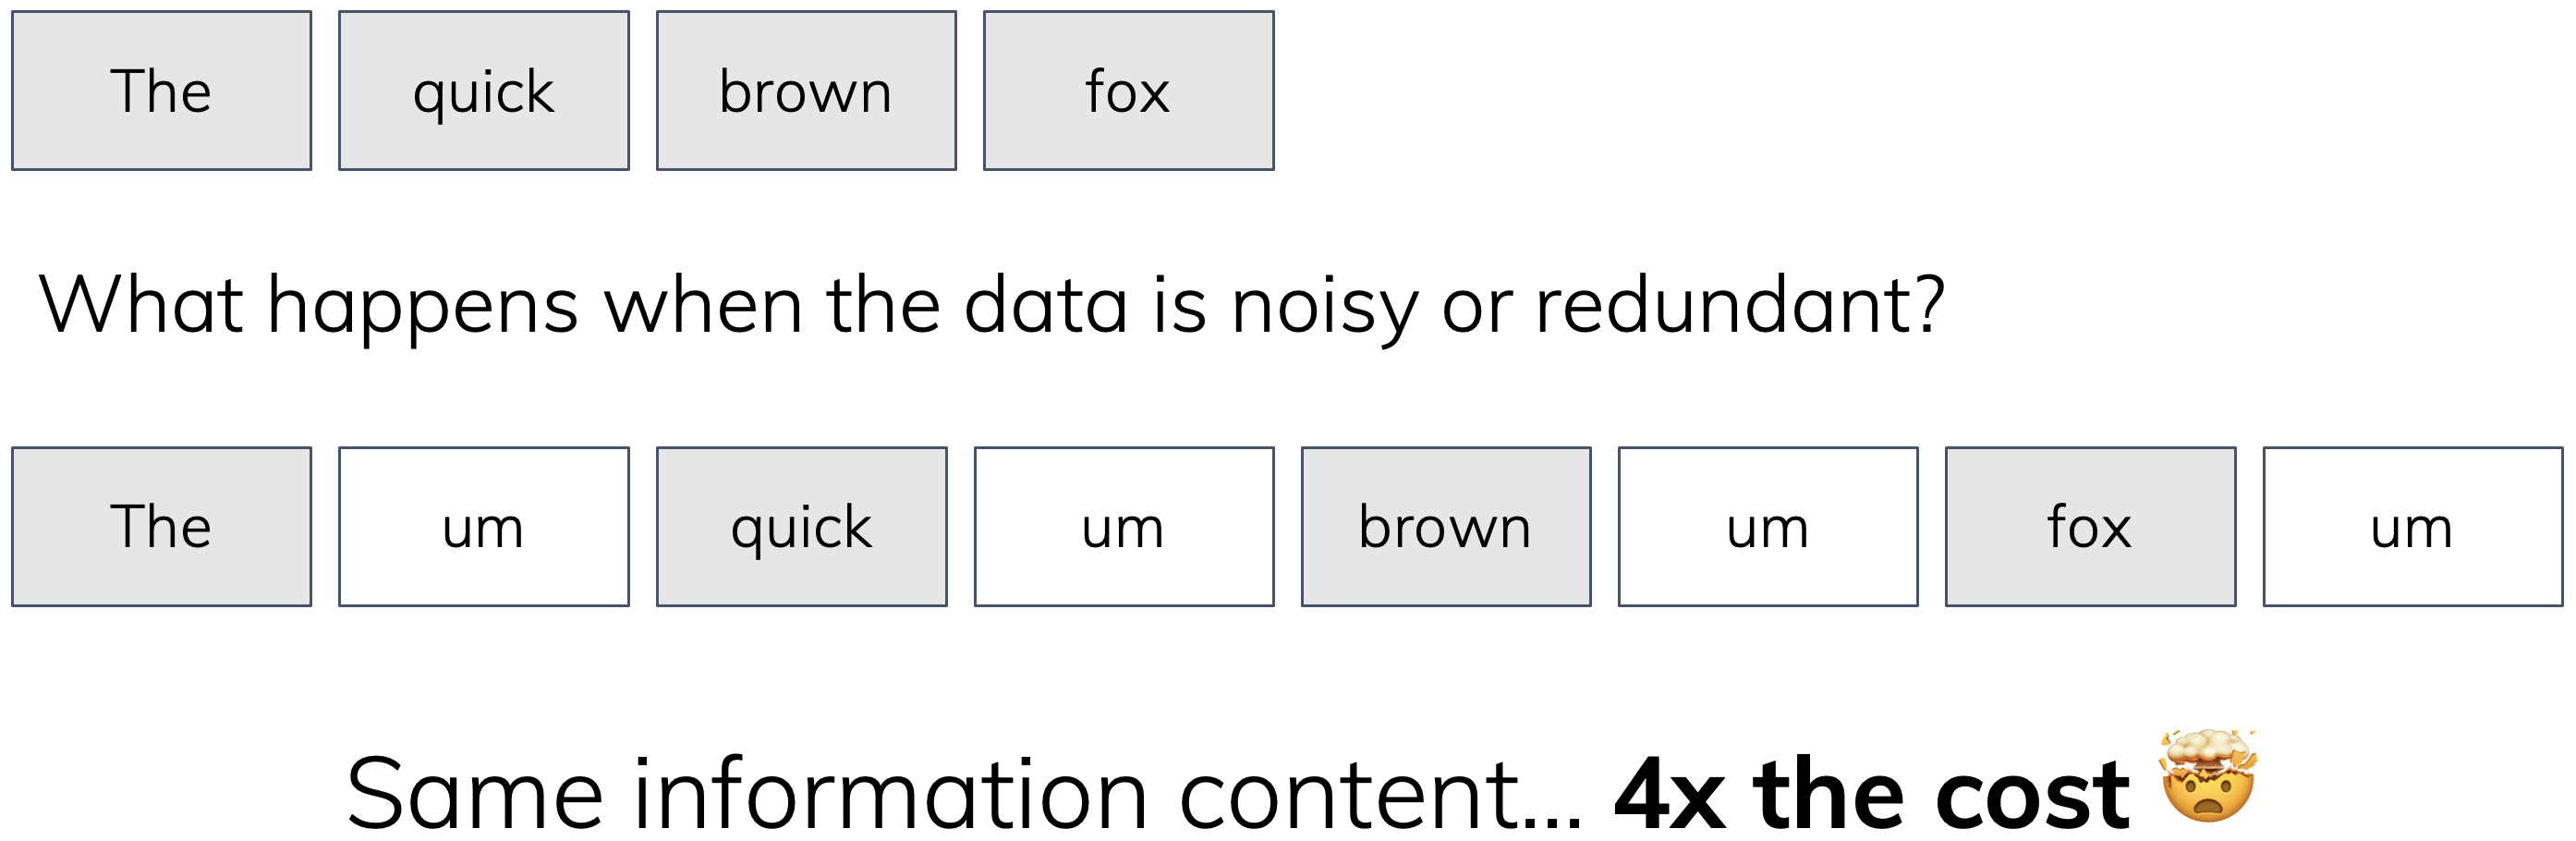 The quick brown fox
What happens when the data is noisy or redundant?
The um quick um brown um fox um
Same information content... 4x the cost 🤯